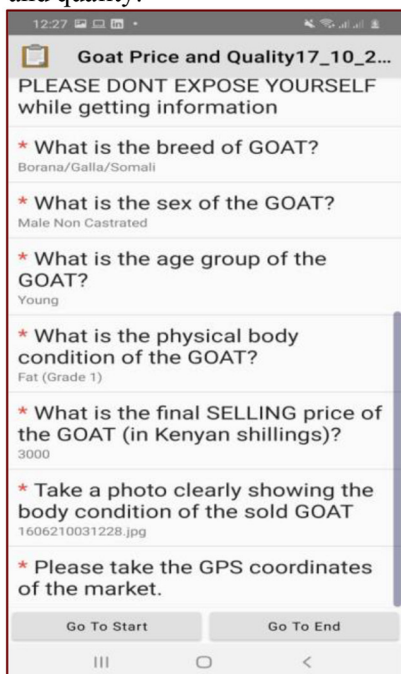 and quality.
12:27
Goat Price and Quality17_10_2...
PLEASE DONT EXPOSE YOURSELF
while getting information
* What is the breed of GOAT?
Borana/Galla/Somali
* What is the sex of the GOAT?
Male Non Castrated
* What is the age group of the
GOAT?
Young
* What is the physical body
condition of the GOAT?
Fat (Grade 1)
* What is the final SELLING price of
the GOAT (in Kenyan shillings)?
3000
* Take a photo clearly showing the
body condition of the sold GOAT
1606210031228.jpg
* Please take the GPS coordinates
of the market.
Go To Start
Go To End